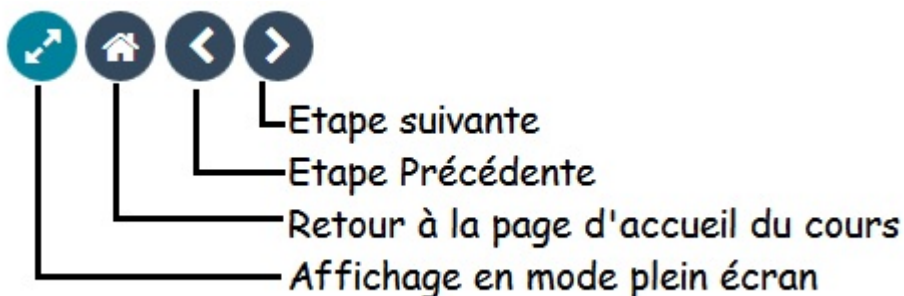 Etape suivante
Etape Précédente
Retour à la page d'accueil du cours
Affichage en mode plein écran